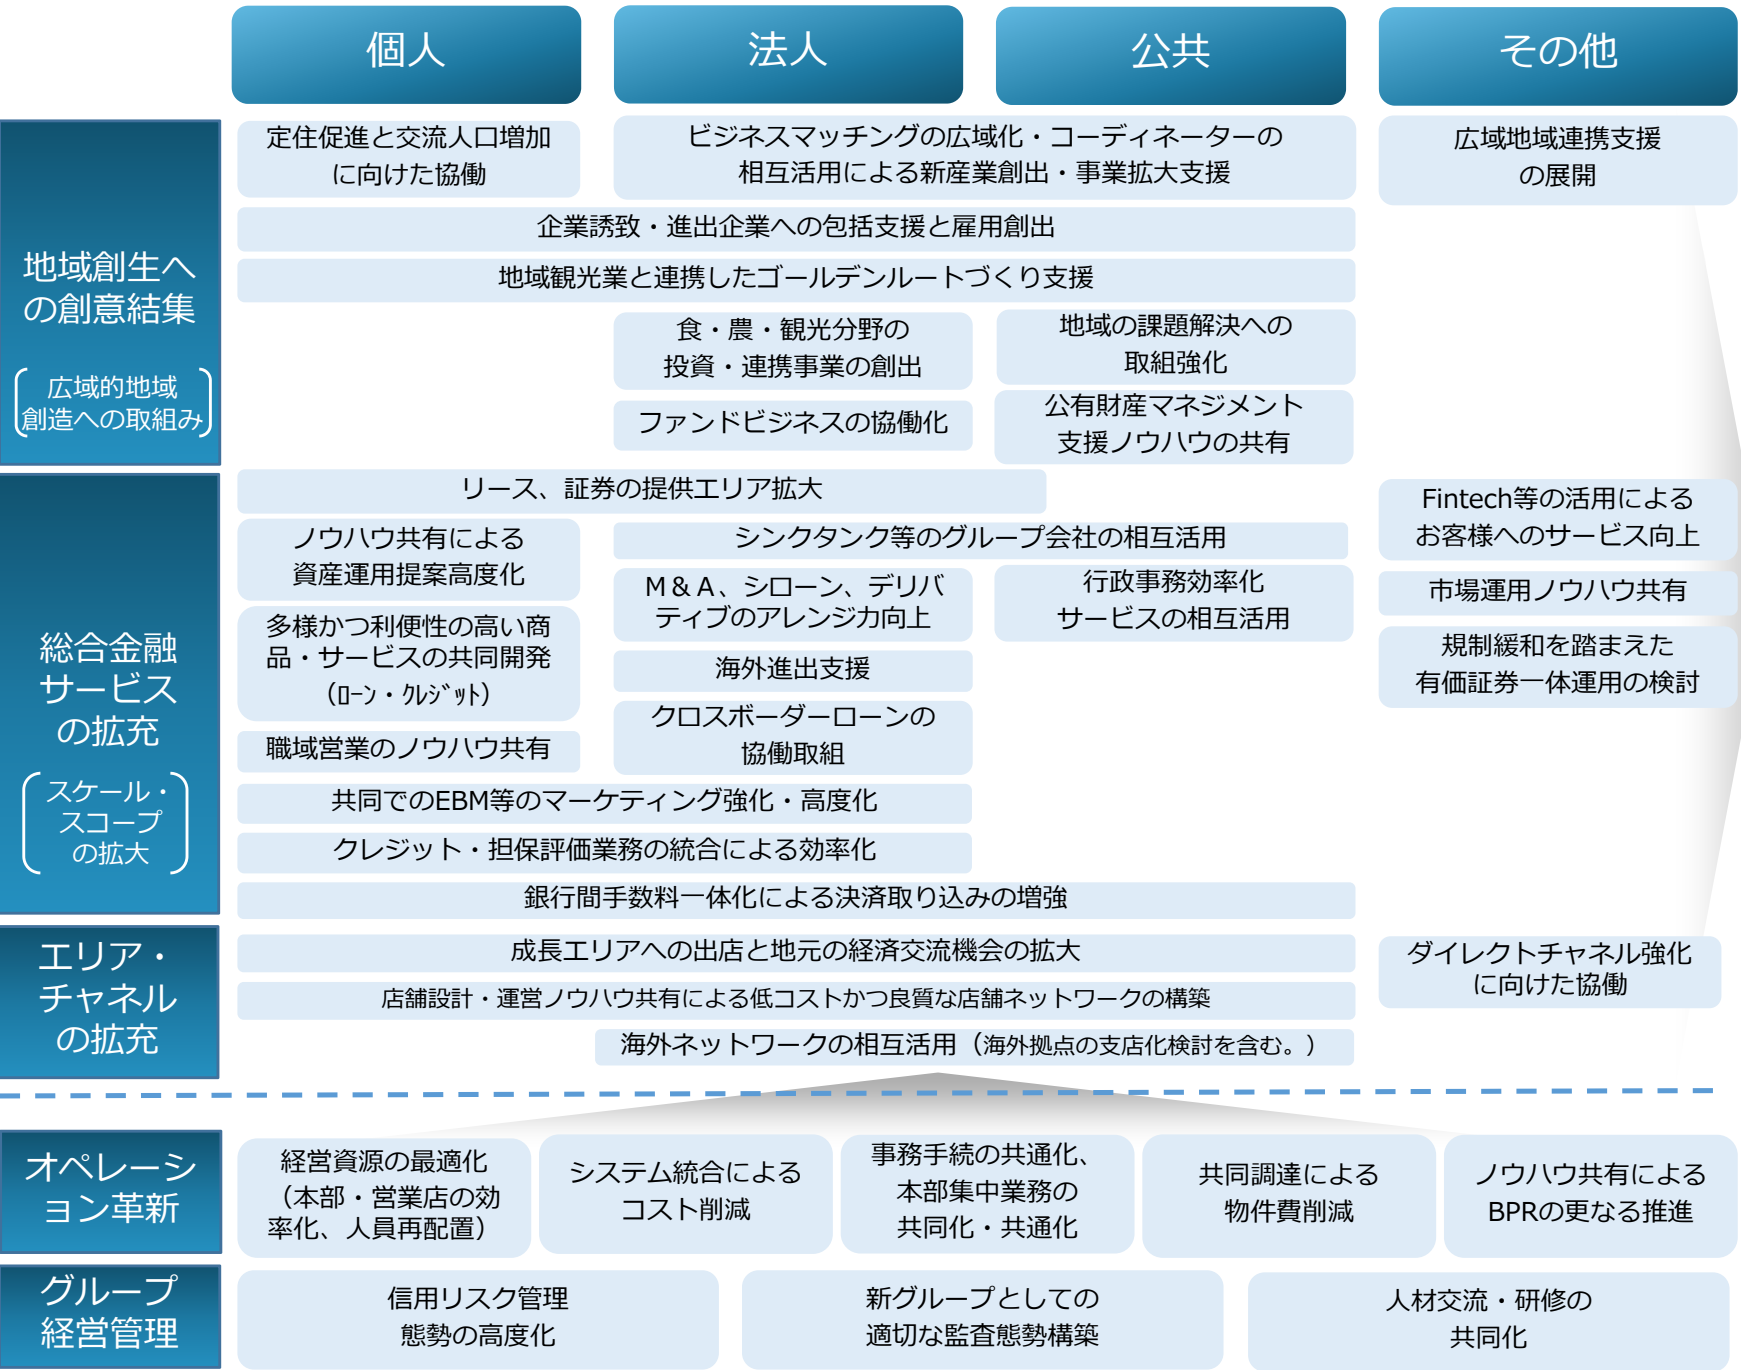 個人
法人
公共
その他
地域創生へ
の創意結集
広域的地域
創造への取組み
定住促進と交流人口増加
に向けた協働
ビジネスマッチングの広域化・コーディネーターの
相互活用による新産業創出・事業拡大支援
広域地域連携支援
の展開
企業誘致・進出企業への包括支援と雇用創出
地域観光業と連携したゴールデンルートづくり支援
食・農・観光分野の
投資・連携事業の創出
地域の課題解決への
取組強化
ファンドビジネスの協働化
公有財産マネジメント
支援ノウハウの共有
総合金融
サービス
の拡充
スケール・
スコープ
の拡大
リース、証券の提供エリア拡大
ノウハウ共有による
資産運用提案高度化
シンクタンク等のグループ会社の相互活用
Fintech等の活用による
お客様へのサービス向上
M&A、シローン、デリバ
ティブのアレンジ力向上
行政事務効率化
サービスの相互活用
市場運用ノウハウ共有
多様かつ利便性の高い商
品・サービスの共同開発
（ﾛｰﾝ・ｸﾚｼﾞｯﾄ）
海外進出支援
規制緩和を踏まえた
有価証券一体運用の検討
職域営業のノウハウ共有
クロスボーダーローンの
協働取組
共同でのEBM等のマーケティング強化・高度化
クレジット・担保評価業務の統合による効率化
銀行間手数料一体化による決済取り込みの増強
エリア・
チャネル
の拡充
成長エリアへの出店と地元の経済交流機会の拡大
ダイレクトチャネル強化
に向けた協働
店舗設計・運営ノウハウ共有による低コストかつ良質な店舗ネットワークの構築
海外ネットワークの相互活用（海外拠点の支店化検討を含む。）
オペレーシ
ョン革新
経営資源の最適化
（本部・営業店の効
率化、人員再配置）
システム統合による
コスト削減
事務手続の共通化、
本部集中業務の
共同化・共通化
共同調達による
物件費削減
ノウハウ共有による
BPRの更なる推進
グループ
経営管理
信用リスク管理
態勢の高度化
新グループとしての
適切な監査態勢構築
人材交流・研修の
共同化